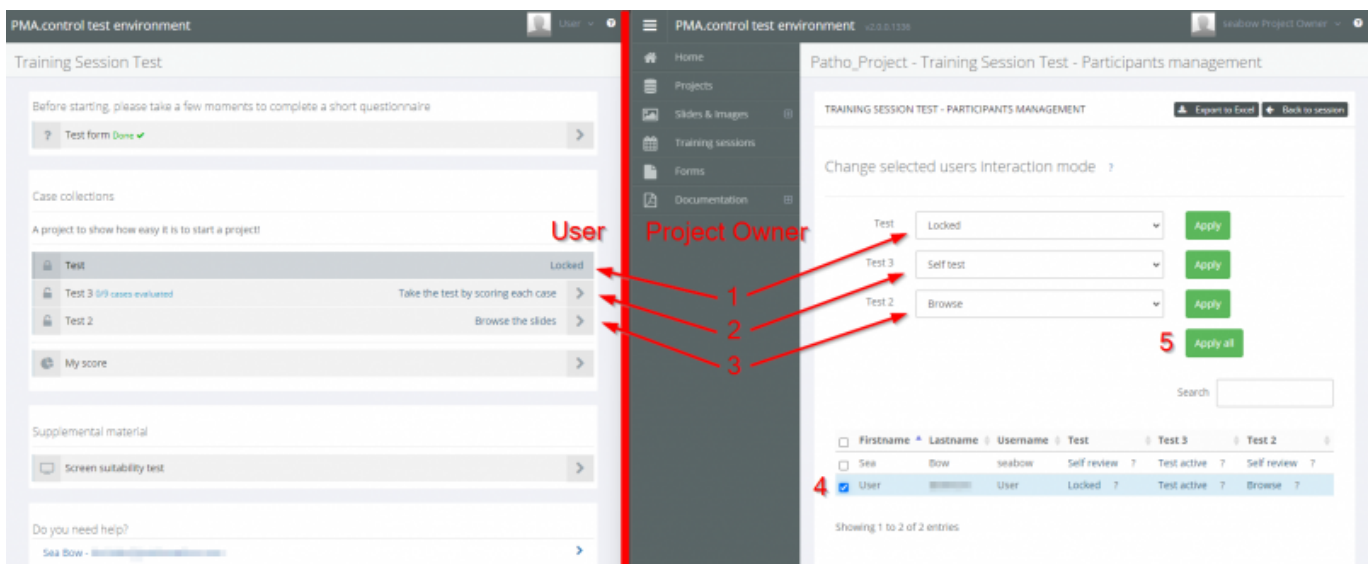 PMA.control test environment
User
Training Session Test
Before starting, please take a few moments to complete a short questionnaire
? Test form Done ✔
Case collections
A project to show how easy it is to start a project!
Test Locked
Test 3 0/9 cases evaluated Take the test by scoring each case
Test 2 Browse the slides
My score
Supplemental material
Screen suitability test
Do you need help?
Sea Bow -
User
Project Owner
1
2
3
PMA.control test environment v2.0.0.1336
seabow Project Owner
Home
Projects
Slides & Images
Training sessions
Forms
Documentation
Patho_Project - Training Session Test - Participants management
TRAINING SESSION TEST - PARTICIPANTS MANAGEMENT
Export to Excel
Back to session
Change selected users interaction mode ?
Test Locked Apply
Test 3 Self test Apply
Test 2 Browse Apply
5 Apply all
Search
Firstname Lastname Username Test Test 3 Test 2
Sea Bow seabow Self review ? Test active ? Self review ?
4 User User Locked ? Test active ? Browse ?
Showing 1 to 2 of 2 entries